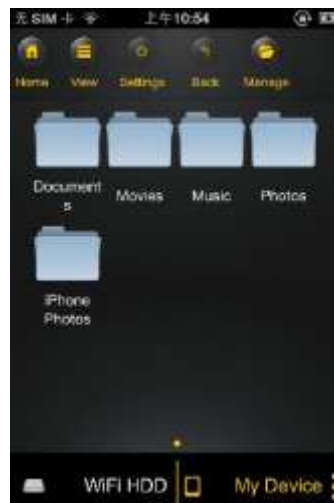 无 SIM 卡 上午10:54
Home View Settings Back Manage
Document
s
Movies Music Photos
iPhone
Photos
WiFi HDD My Device